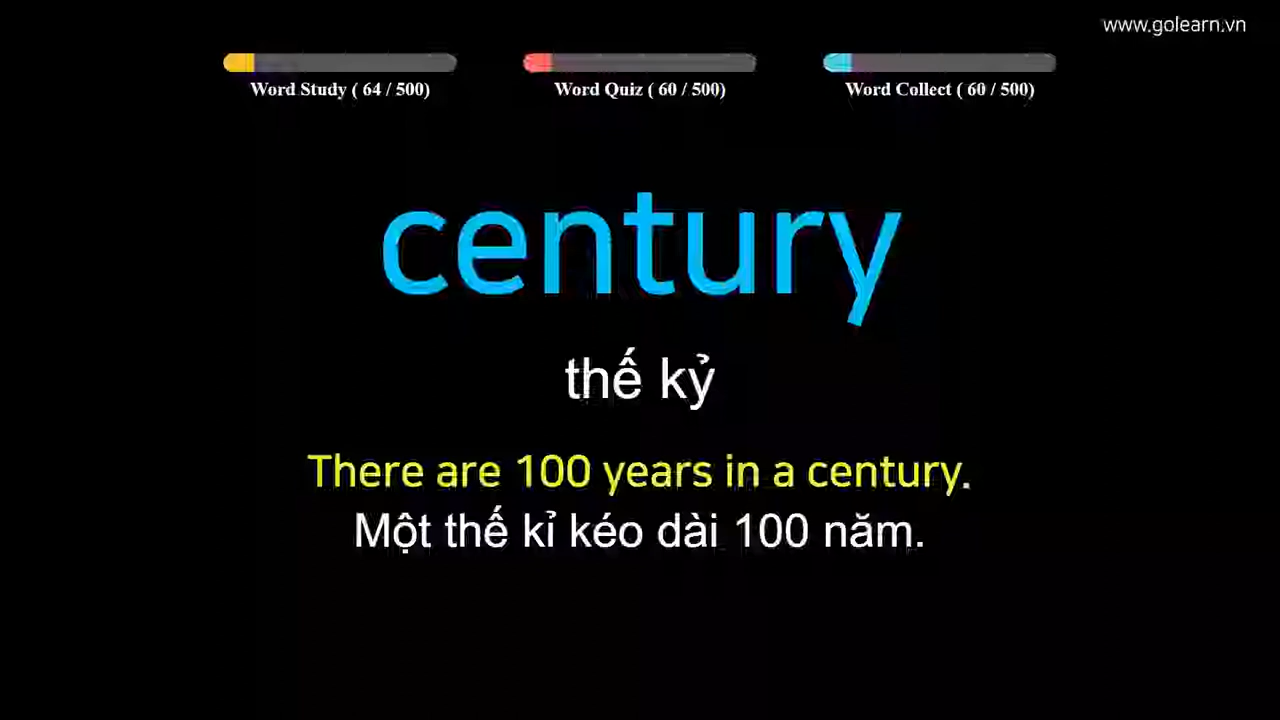 www.golearn.vn
Word Study ( 64 / 500)
Word Quiz ( 60 / 500)
Word Collect ( 60 / 500)
century
thế kỷ
There are 100 years in a century.
Một thế kỉ kéo dài 100 năm.